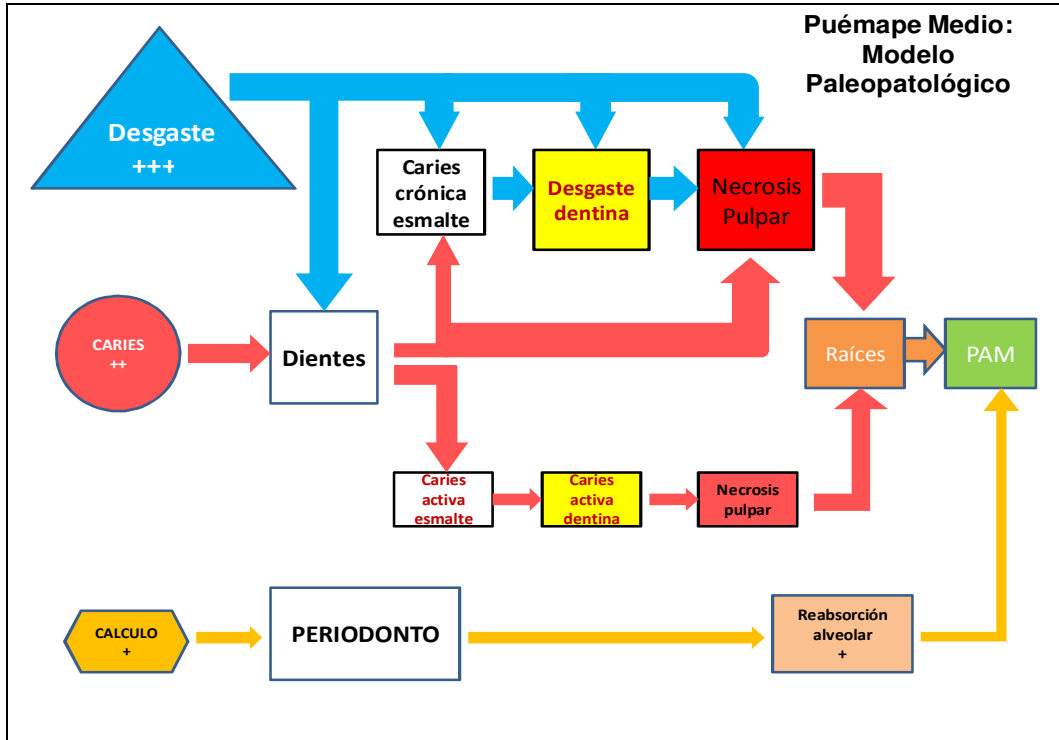 Puémape Medio:
Modelo
Paleopatológico
Desgaste
+++
Caries
crónica
esmalte
Desgaste
dentina
Necrosis
Pulpar
CARIES
++
Dientes
Raíces
PAM
Caries
activa
esmalte
Caries
activa
dentina
Necrosis
pulpar
CALCULO
+
PERIODONTO
Reabsorción
alveolar
+